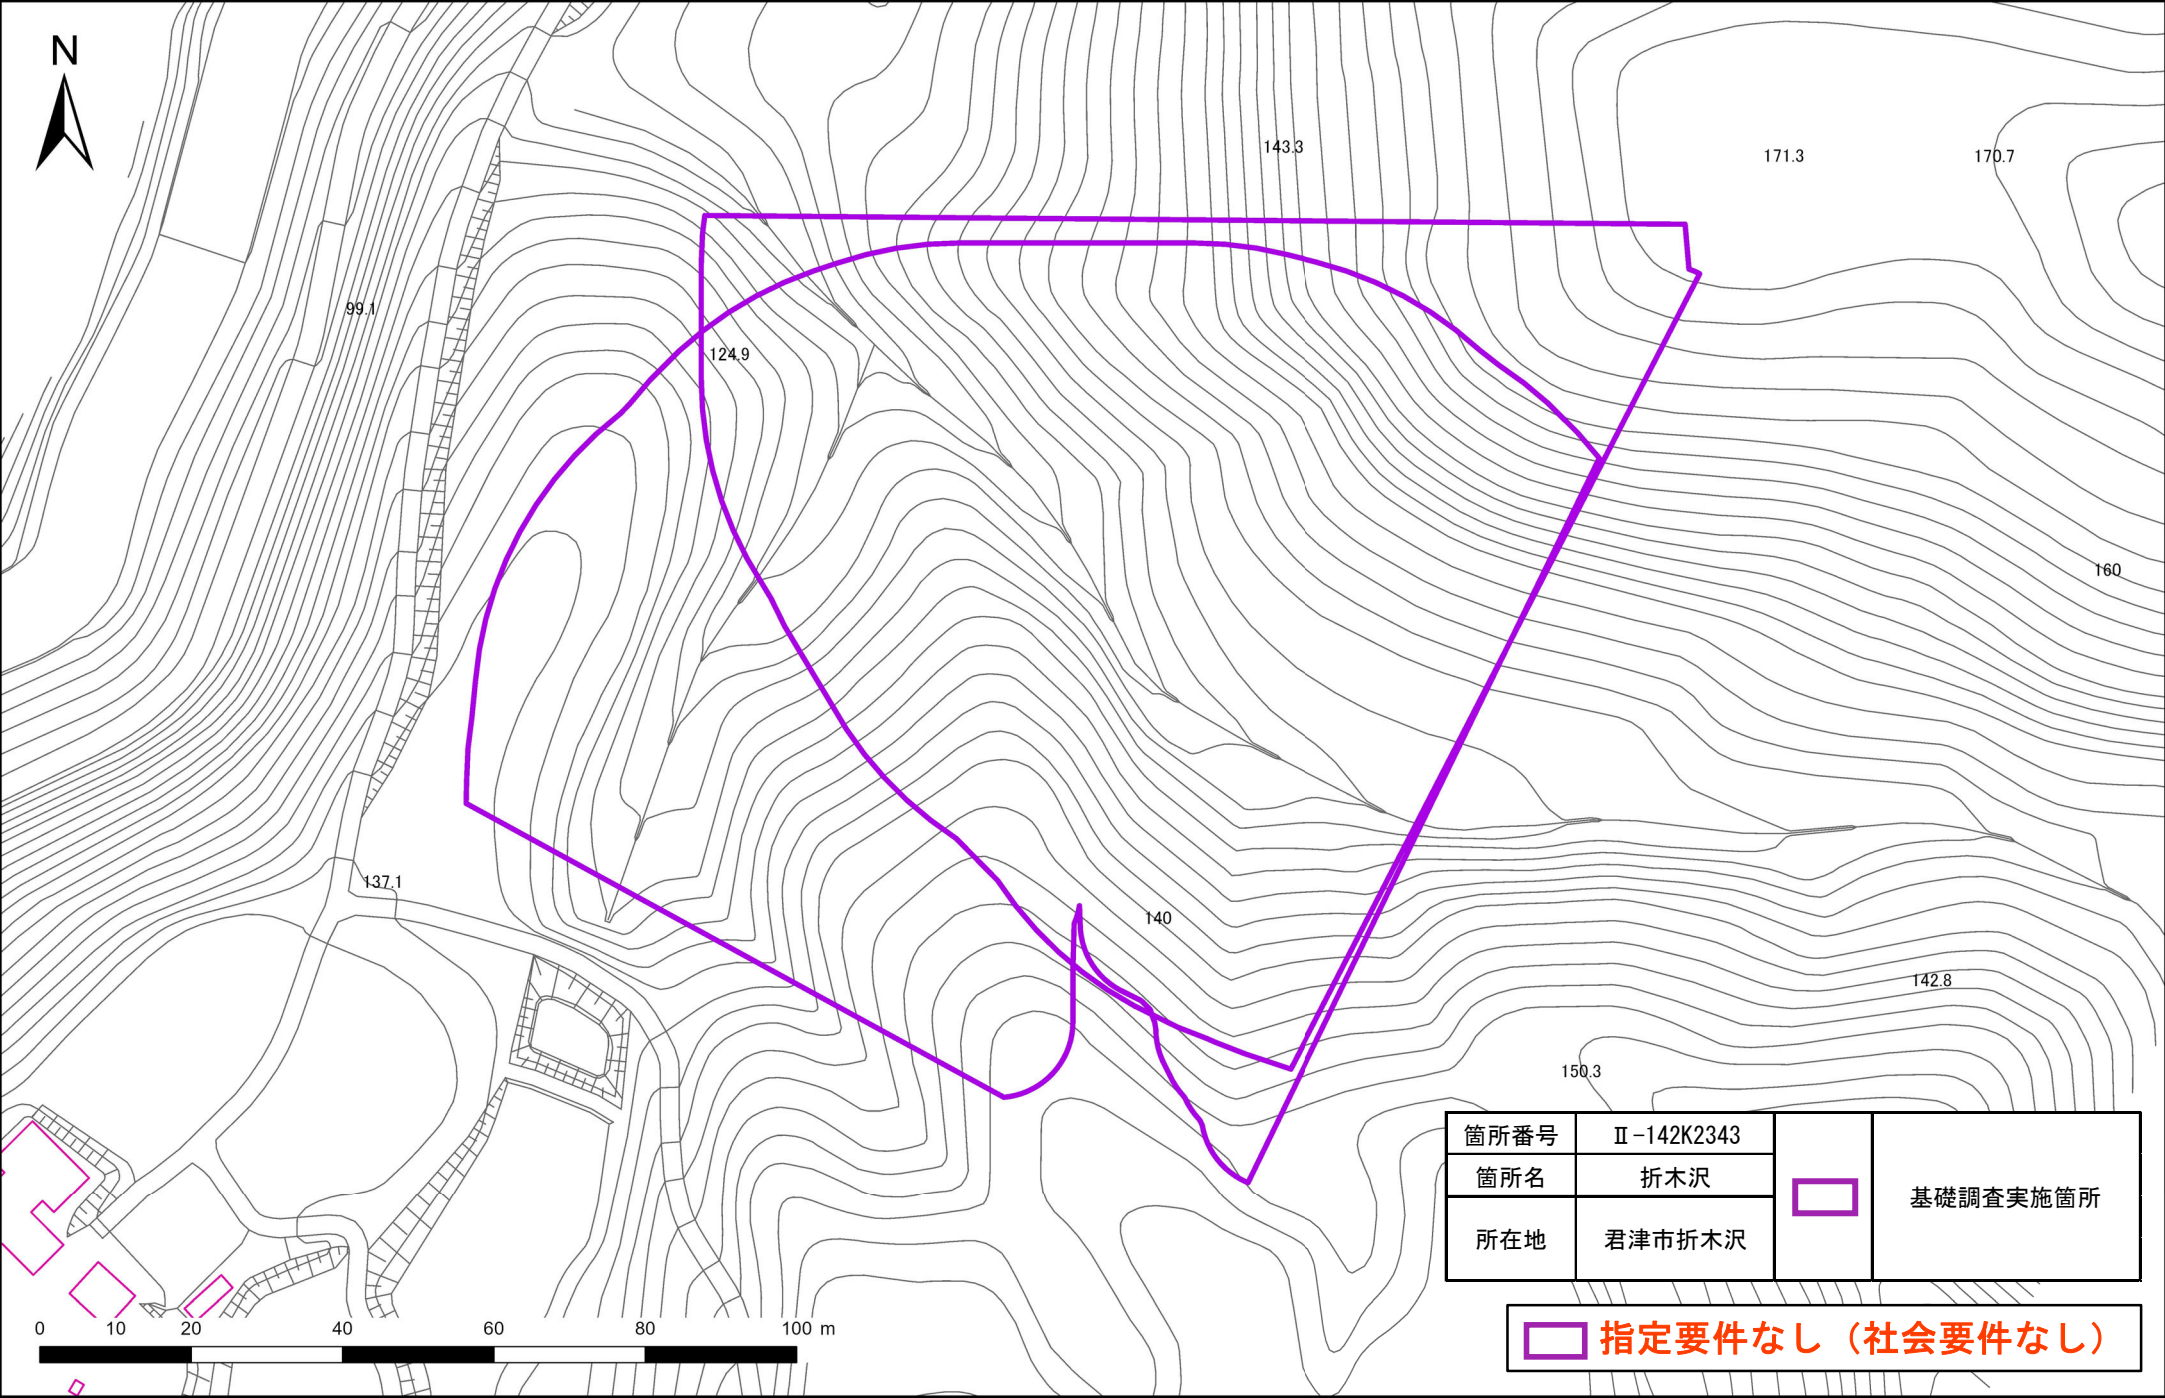 N
143.3
171.3
170.7
99.1
124.9
160
137.1
140
142.8
150.3
箇所番号 Ⅱ-142K2343
箇所名 折木沢
所在地 君津市折木沢
基礎調査実施箇所
指定要件なし（社会要件なし）
0 10 20 40 60 80 100 m